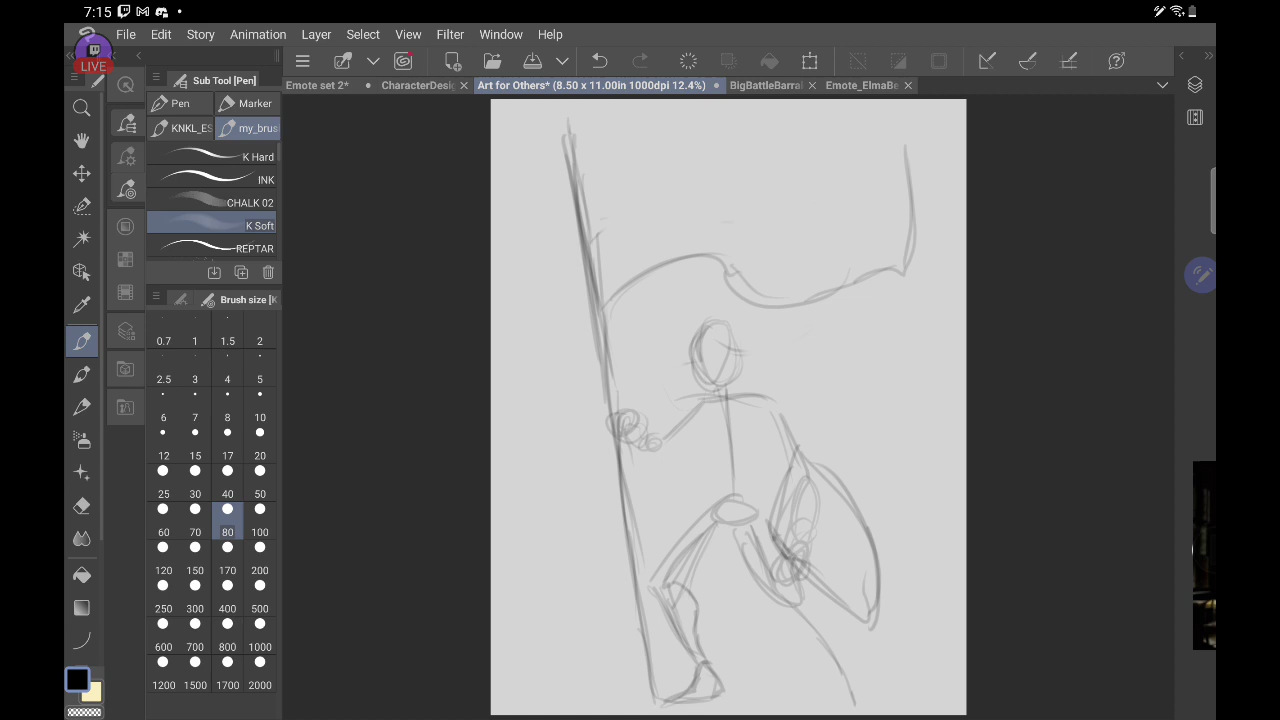 7:15
File Edit Story Animation Layer Select View Filter Window Help
LIVE
Sub Tool [Pen]
Emote set 2* CharacterDesi Art for Others* (8.50 x 11.00in 1000dpi 12.4%) BigBattleBarra Emote_ElmaBe
Pen Marker
KNKL_ES my_brus
K Hard
INK
CHALK 02
K Soft
REPTAR
Brush size [K
0.7 1 1.5 2
2.5 3 4 5
6 7 8 10
12 15 17 20
25 30 40 50
60 70 80 100
120 150 170 200
250 300 400 500
600 700 800 1000
1200 1500 1700 2000